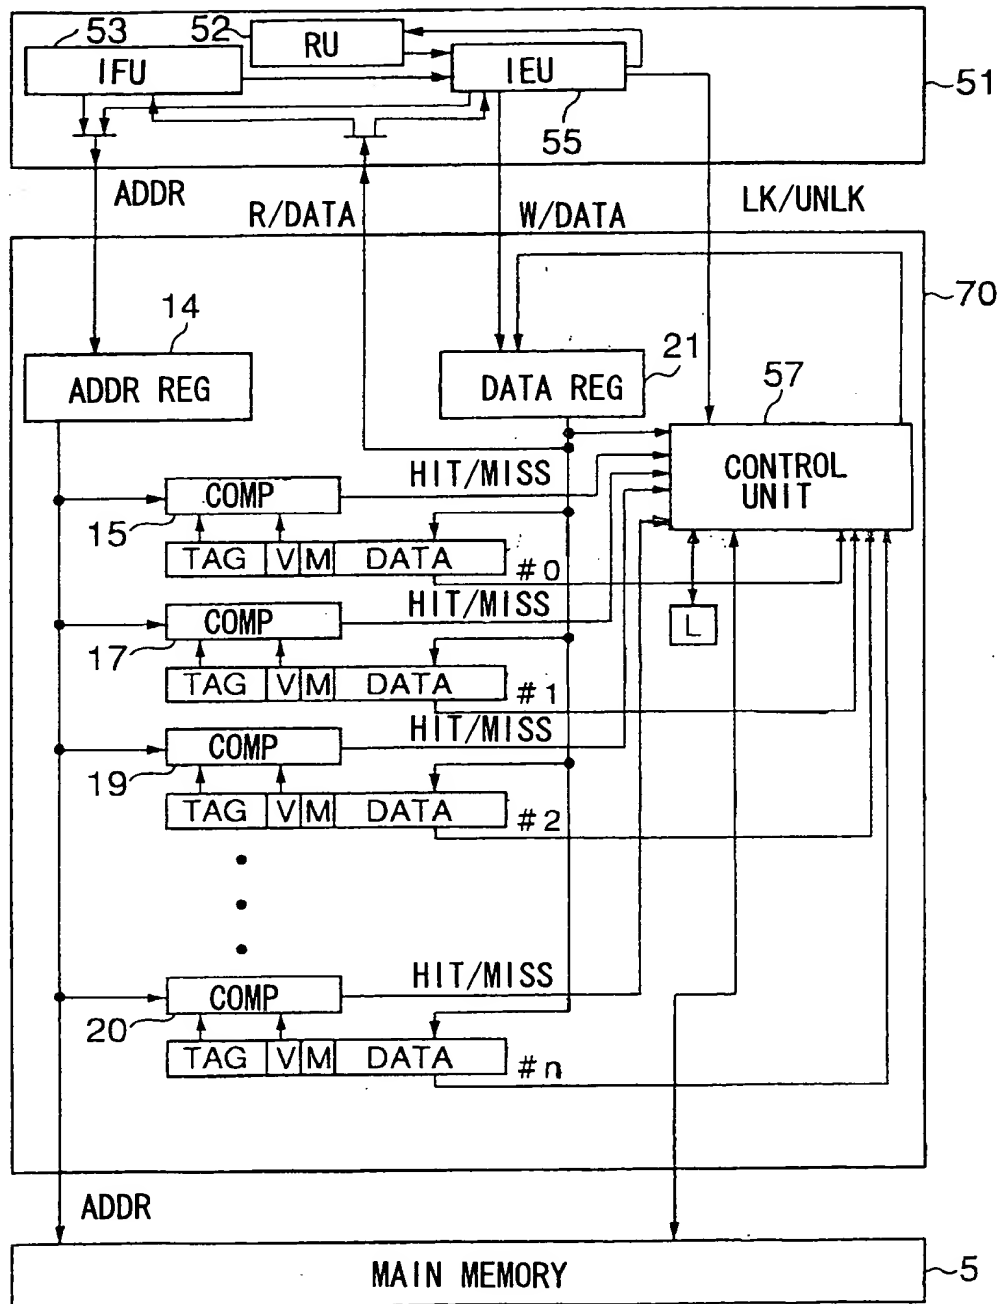 53
52
RU
IFU
IEU
51
55
ADDR
R/DATA
W/DATA
LK/UNLK
70
14
ADDR REG
DATA REG
21
57
CONTROL
UNIT
HIT/MISS
COMP
15
TAG V M DATA
#0
HIT/MISS
COMP
17
TAG V M DATA
#1
L
HIT/MISS
COMP
19
TAG V M DATA
#2
HIT/MISS
COMP
20
TAG V M DATA
#n
ADDR
MAIN MEMORY
5